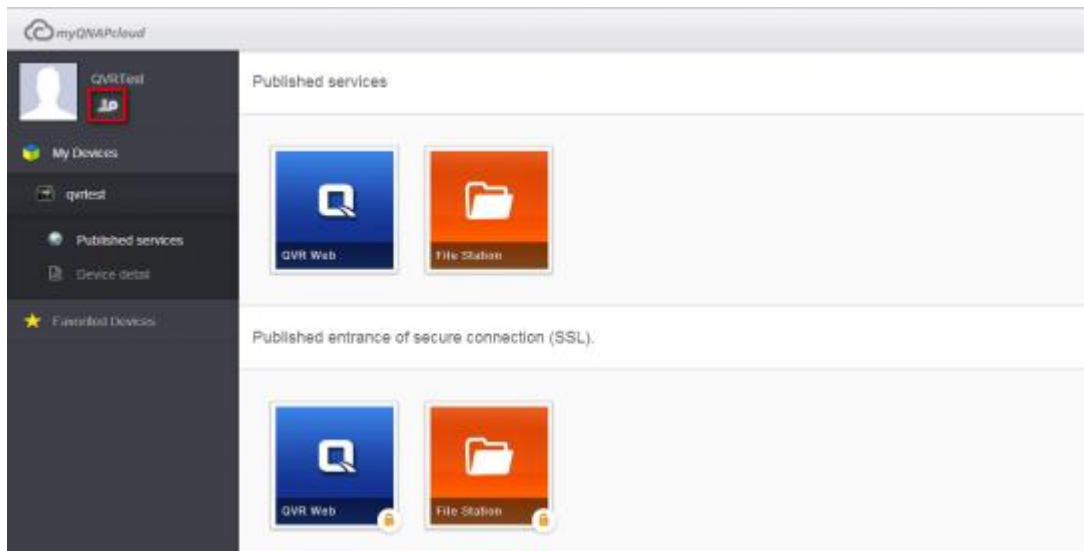 myQNAPcloud
QVRTest
My Devices
qvrtest
Published services
Device detail
Favorited Devices
Published services
QVR Web
File Station
Published entrance of secure connection (SSL).
QVR Web
File Station